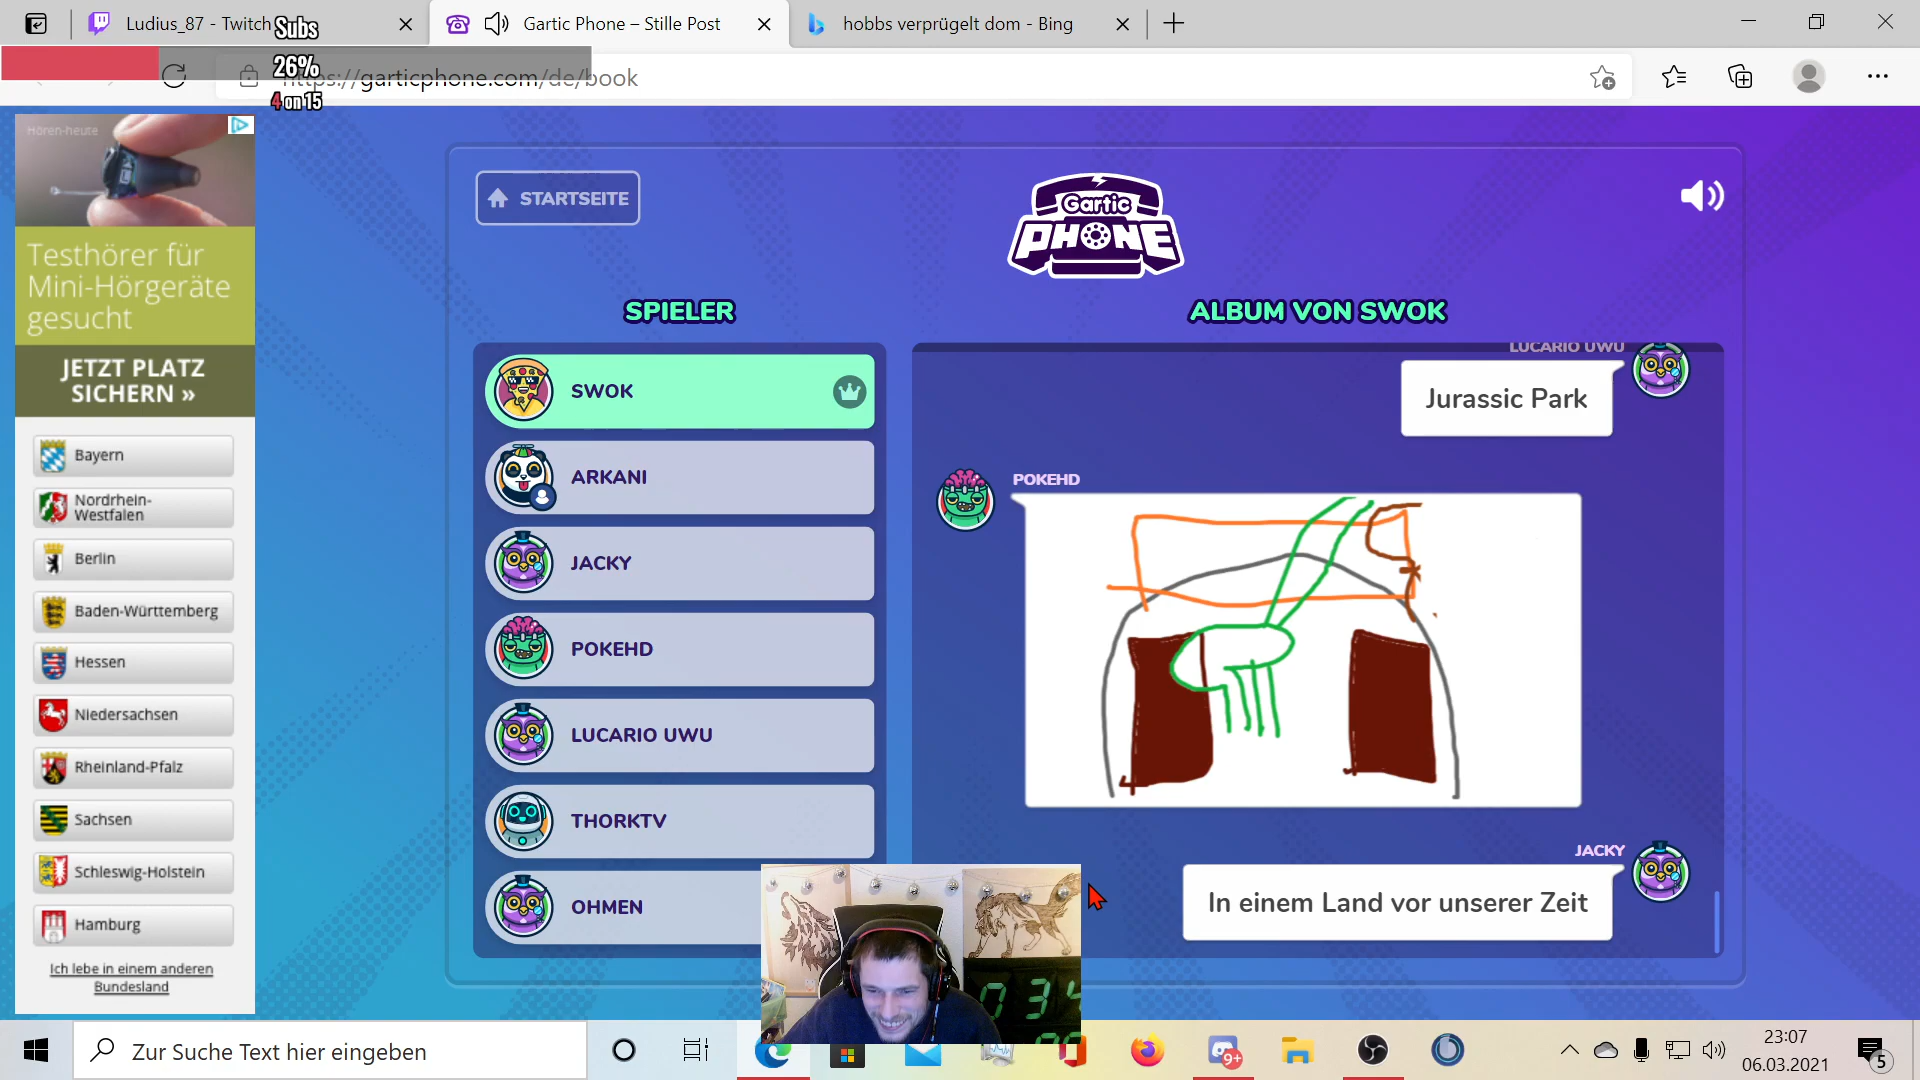 Ludius_87 - Twitch
Subs
Gartic Phone – Stille Post
hobbs verprügelt dom - Bing
26%
https://garticphone.com/de/book
4 on 15
Hören-heute
Testhörer für
Mini-Hörgeräte
gesucht
JETZT PLATZ
SICHERN »
Bayern
Nordrhein-
Westfalen
Berlin
Baden-Württemberg
Hessen
Niedersachsen
Rheinland-Pfalz
Sachsen
Schleswig-Holstein
Hamburg
Ich lebe in einem anderen
Bundesland
STARTSEITE
Gartic
PHONE
SPIELER
SWOK
ARKANI
JACKY
POKEHD
LUCARIO UWU
THORKTV
OHMEN
ALBUM VON SWOK
LUCARIO UWU
Jurassic Park
POKEHD
JACKY
In einem Land vor unserer Zeit
Zur Suche Text hier eingeben
9+
23:07
06.03.2021
5